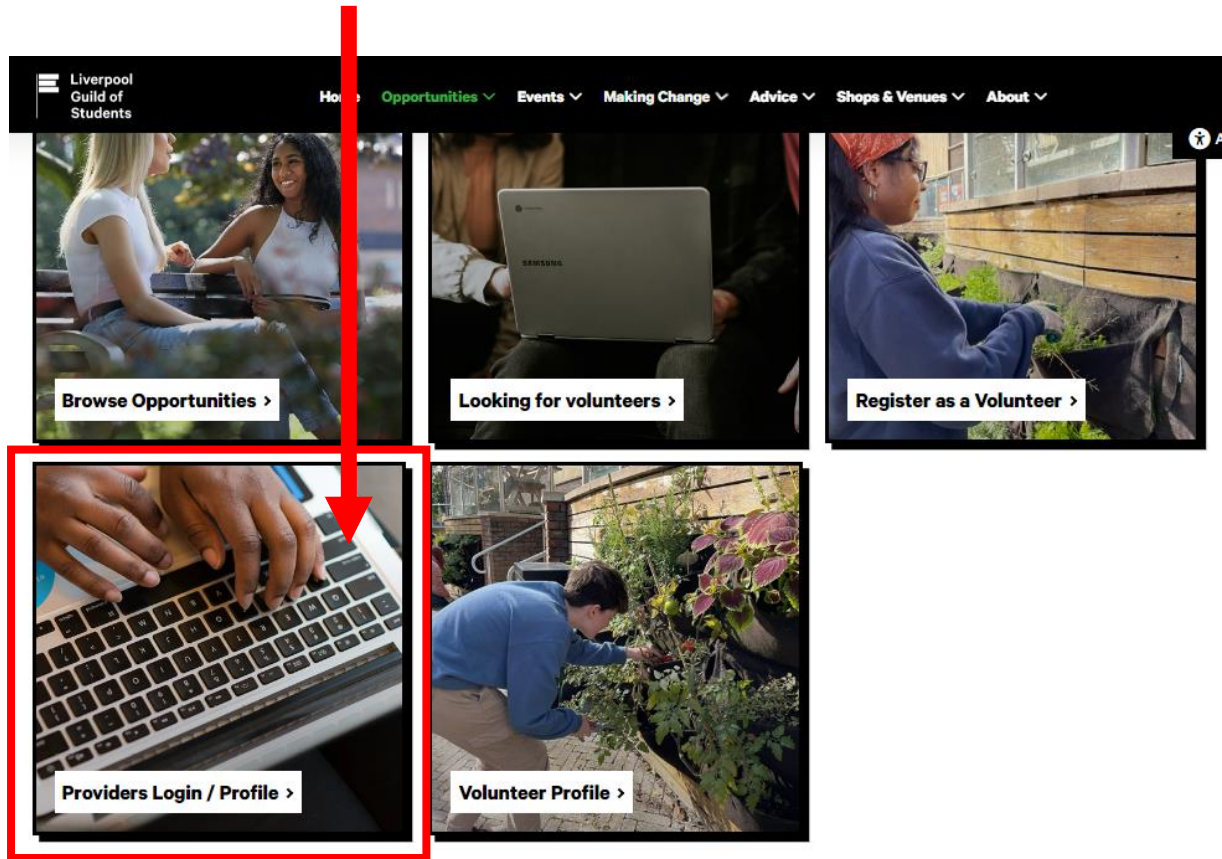 Liverpool
Guild of
Students
Opportunities
Events
Making Change
Advice
Shops & Venues
About
SAMSUNG
Browse Opportunities >
Looking for volunteers >
Register as a Volunteer >
Providers Login / Profile >
Volunteer Profile >